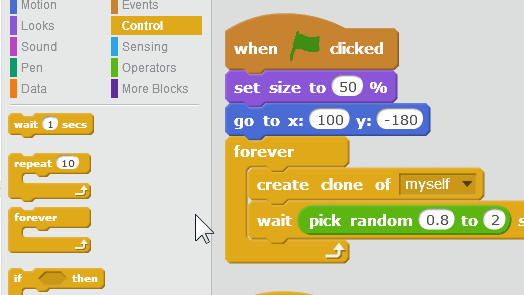 Motion Events
Looks Control
Sound Sensing
Pen Operators
Data More Blocks
wait 1 secs
repeat 10
forever
if then
when clicked
set size to 50 %
go to x: 100 y: -180
forever
create clone of myself
wait pick random 0.8 to 2 s